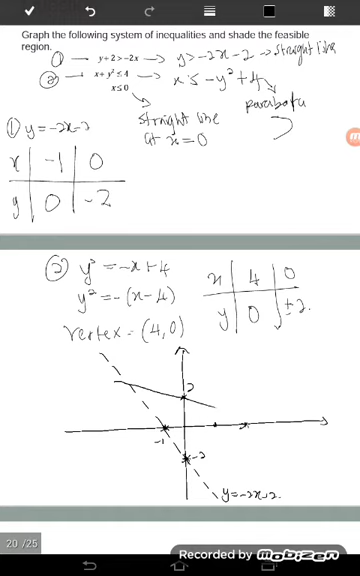 Graph the following system of inequalities and shade the feasible
region.
① → y+2 > -2x → y > -2x - 2 → straight line
② → x + y² ≤ 4 → x ≤ -y² + 4
x ≤ 0
parabola
straight line
at x = 0
① y = -2x-2
x | -1 | 0
y | 0 | -2
② y² = -x+4
y² = -(x-4)
vertex = (4,0)
x | 4 | 0
y | 0 | ±2
2
-1
-2
y=-2x-2
20 /25
Recorded by Mobizen